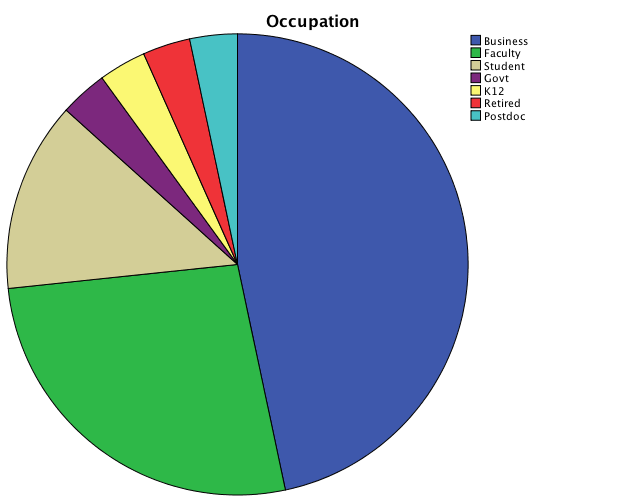 Occupation
Business
Faculty
Student
Govt
K12
Retired
Postdoc